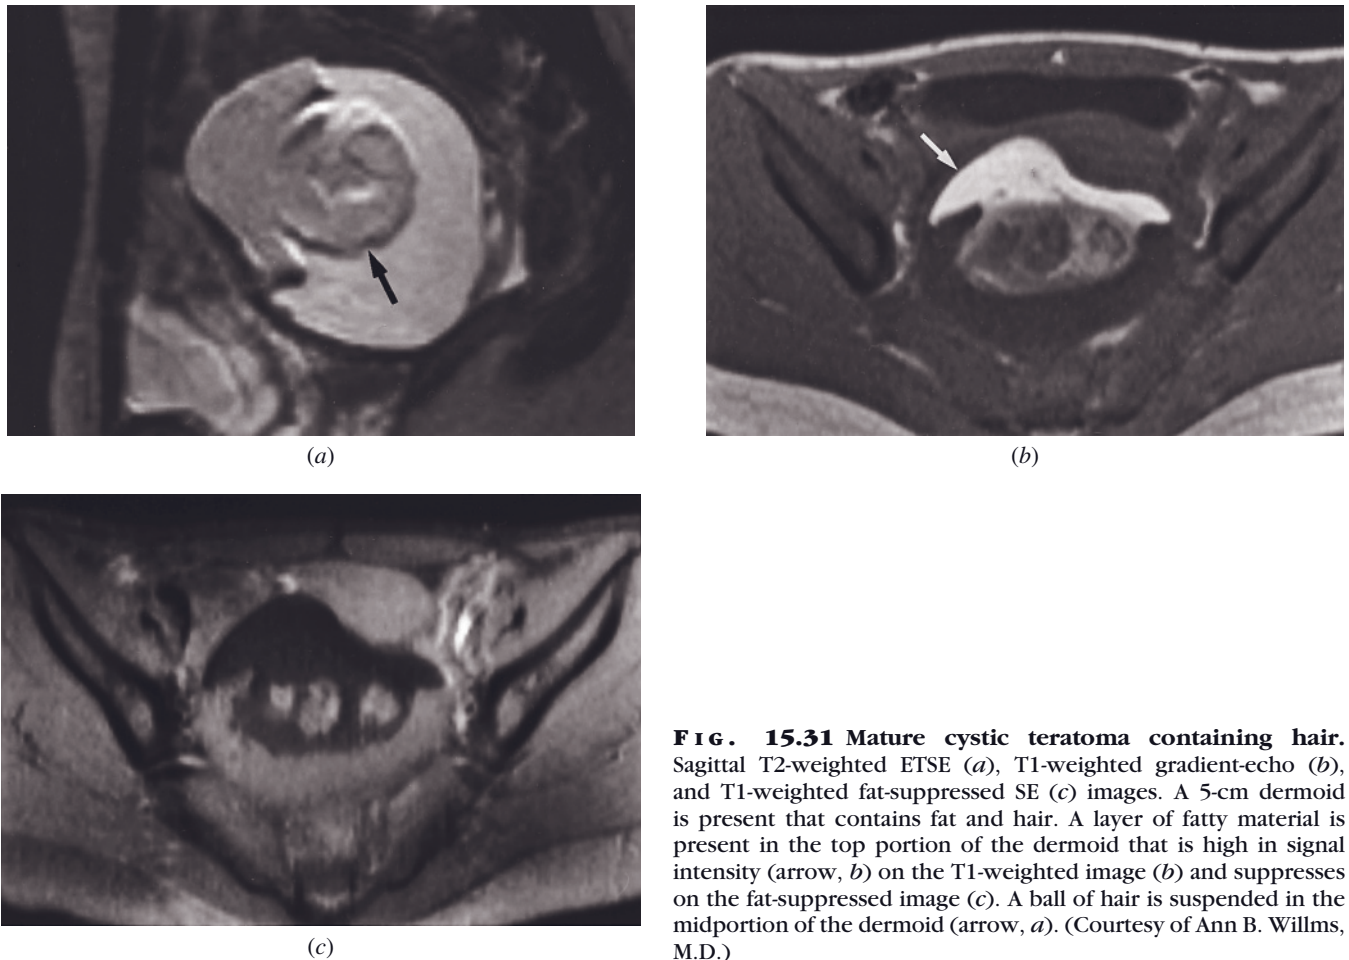 (a)
(b)
(c)
FIG. 15.31 Mature cystic teratoma containing hair.
Sagittal T2-weighted ETSE (a), T1-weighted gradient-echo (b),
and T1-weighted fat-suppressed SE (c) images. A 5-cm dermoid
is present that contains fat and hair. A layer of fatty material is
present in the top portion of the dermoid that is high in signal
intensity (arrow, b) on the T1-weighted image (b) and suppresses
on the fat-suppressed image (c). A ball of hair is suspended in the
midportion of the dermoid (arrow, a). (Courtesy of Ann B. Willms,
M.D.)